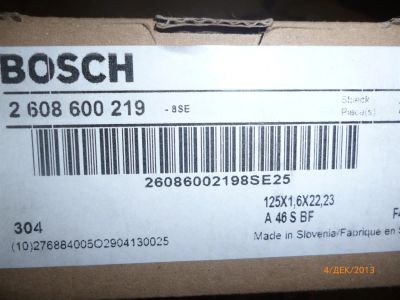 BOSCH
2 608 600 219 - 8SE
Stueck
Piece(s)
26086002198SE25
125X1,6X22,23
A 46 S BF
304
Made in Slovenia/Fabrique en
(10)276884005O2904130025
4/ДЕК/2013